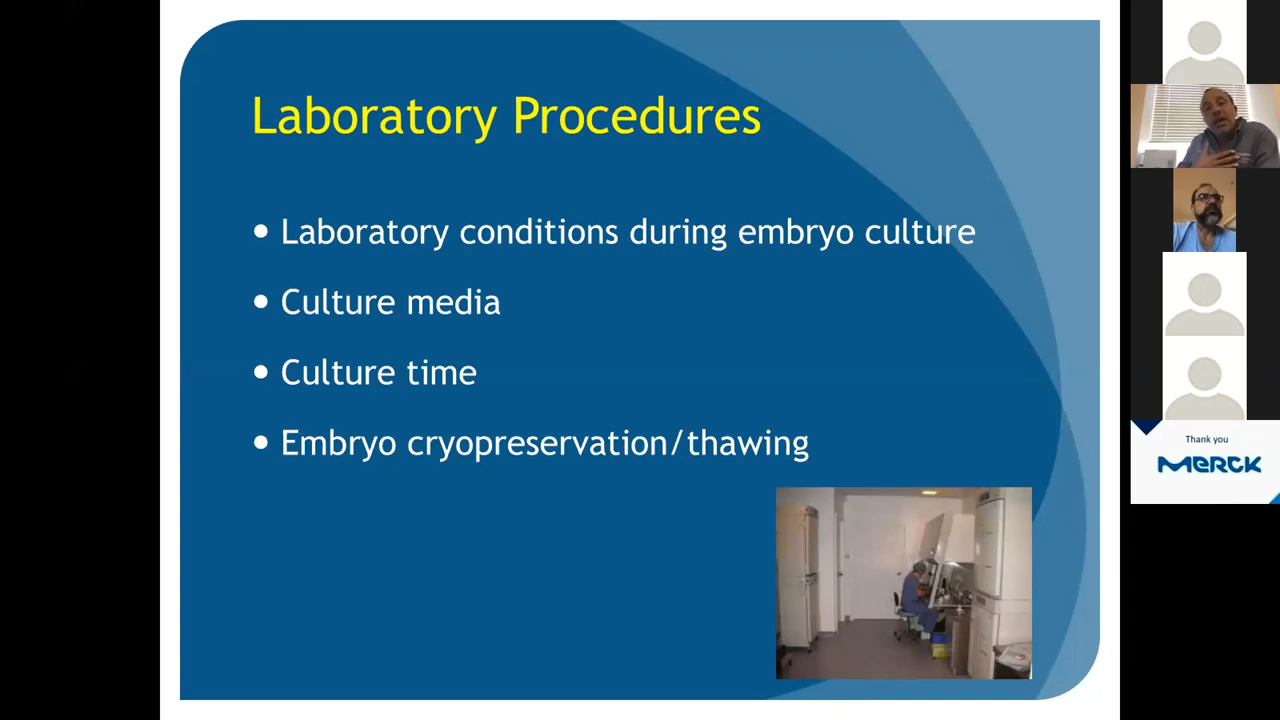 Laboratory Procedures
• Laboratory conditions during embryo culture
• Culture media
• Culture time
• Embryo cryopreservation/thawing
Thank you
MERCK